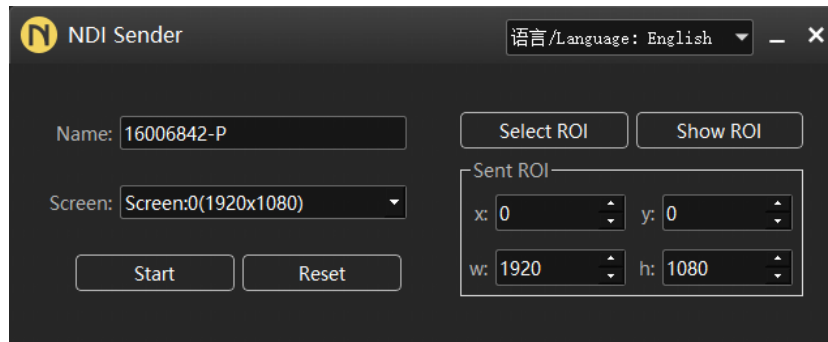 NDI Sender
语言/Language: English
Name: 16006842-P
Screen: Screen:0(1920x1080)
Start Reset
Select ROI Show ROI
Sent ROI
x: 0 y: 0
w: 1920 h: 1080